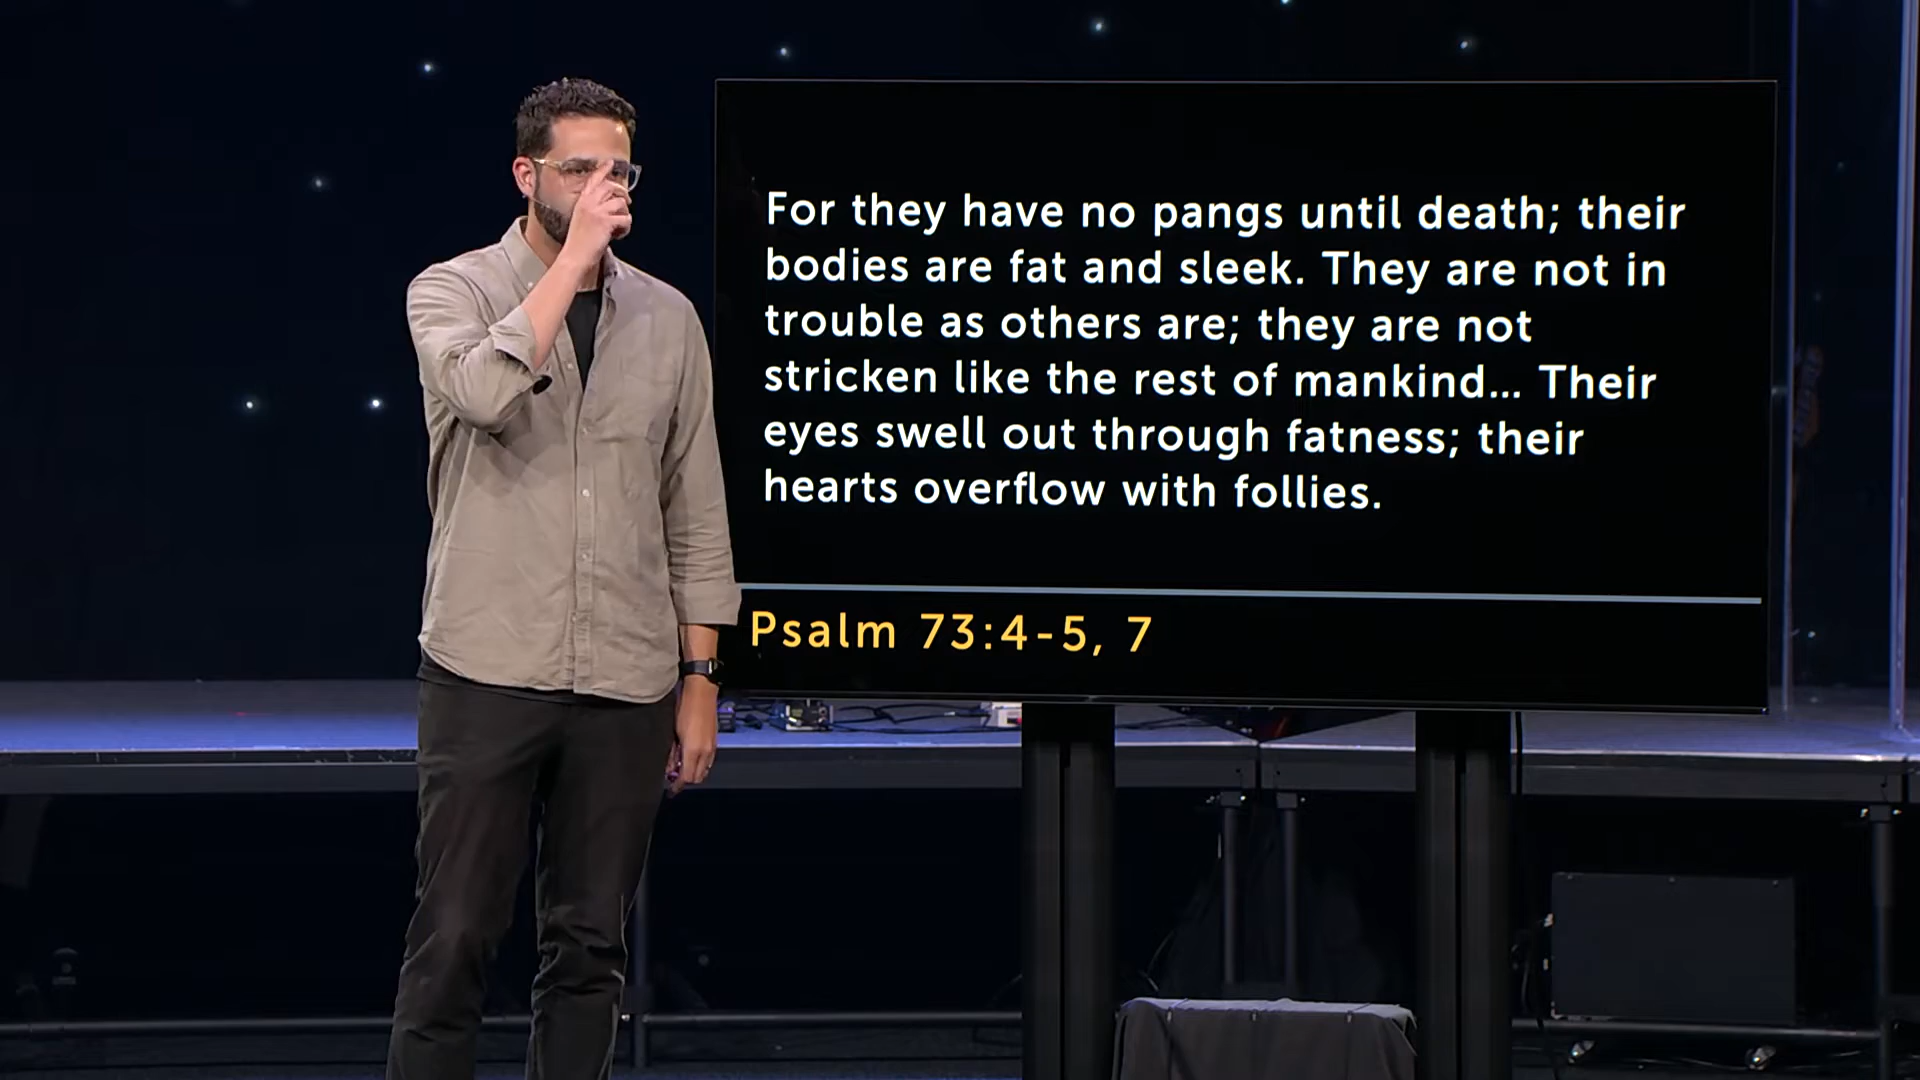 For they have no pangs until death; their
bodies are fat and sleek. They are not in
trouble as others are; they are not
stricken like the rest of mankind... Their
eyes swell out through fatness; their
hearts overflow with follies.
Psalm 73:4-5, 7